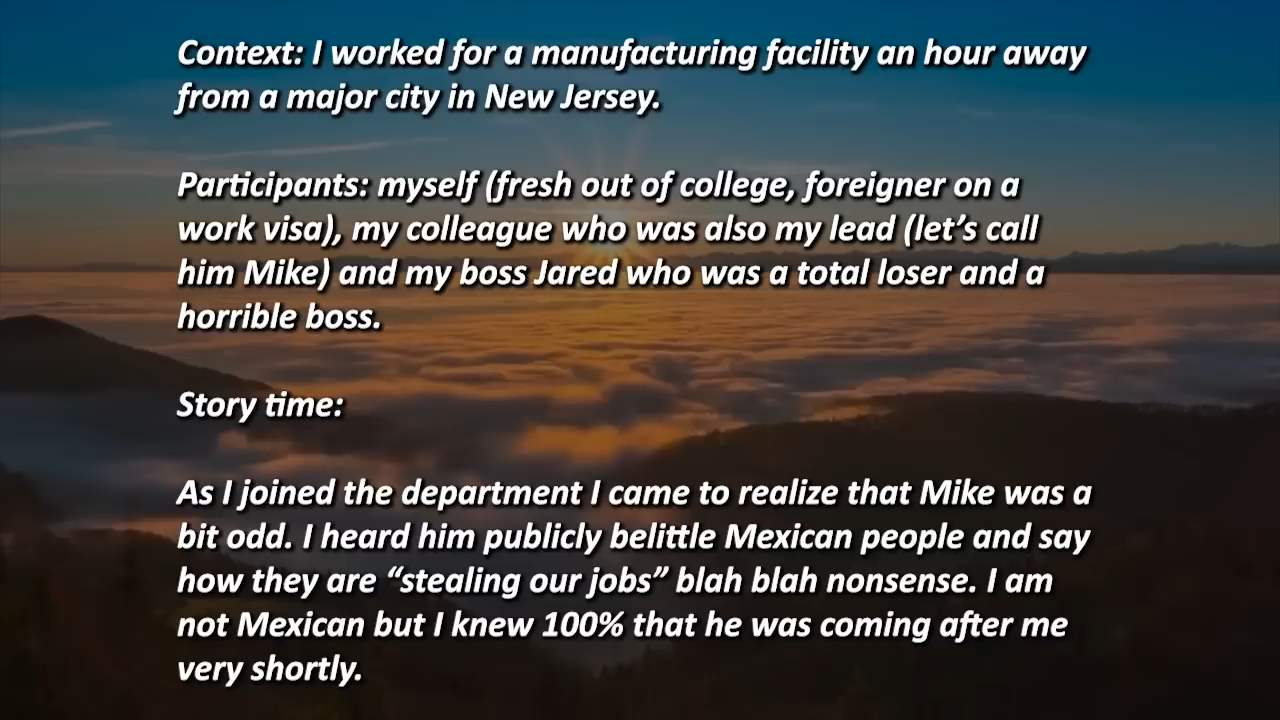 Context: I worked for a manufacturing facility an hour away
from a major city in New Jersey.
Participants: myself (fresh out of college, foreigner on a
work visa), my colleague who was also my lead (let’s call
him Mike) and my boss Jared who was a total loser and a
horrible boss.
Story time:
As I joined the department I came to realize that Mike was a
bit odd. I heard him publicly belittle Mexican people and say
how they are “stealing our jobs” blah blah nonsense. I am
not Mexican but I knew 100% that he was coming after me
very shortly.